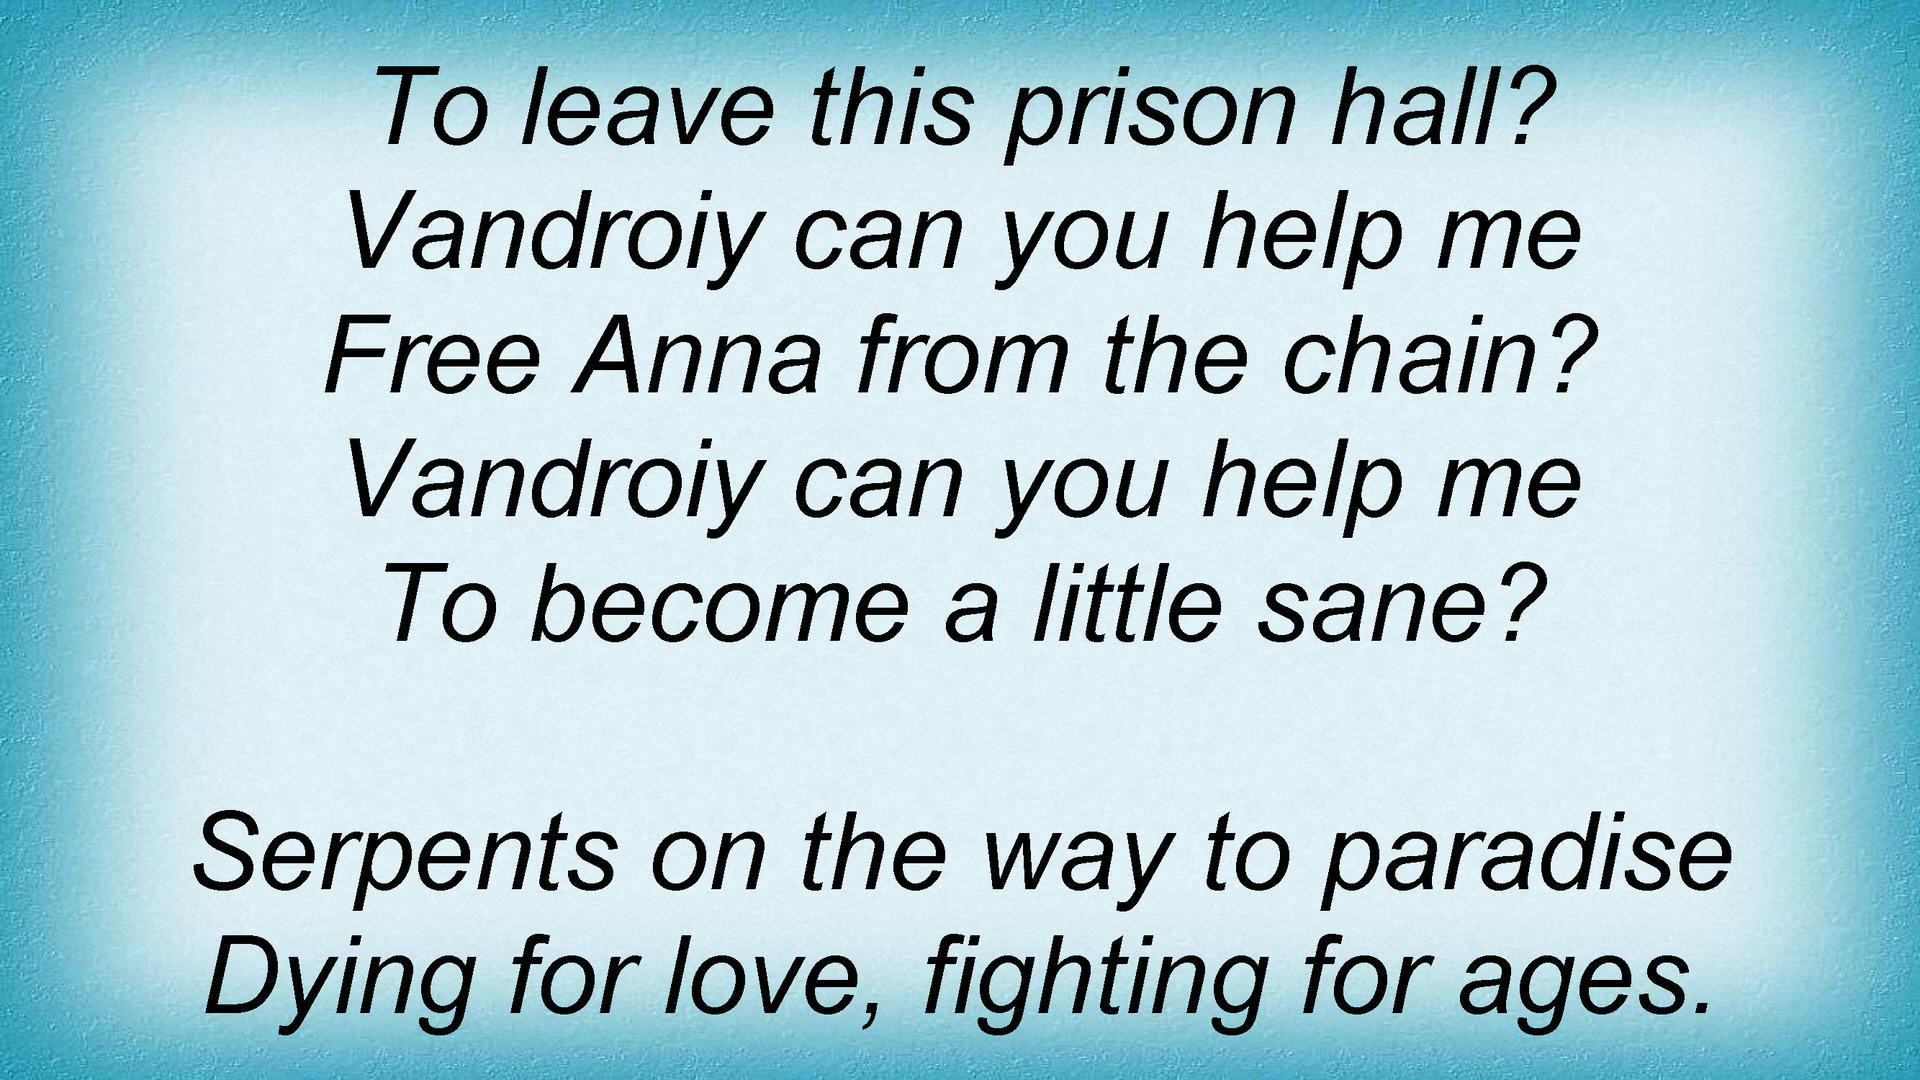 To leave this prison hall?
Vandroiy can you help me
Free Anna from the chain?
Vandroiy can you help me
To become a little sane?
Serpents on the way to paradise
Dying for love, fighting for ages.